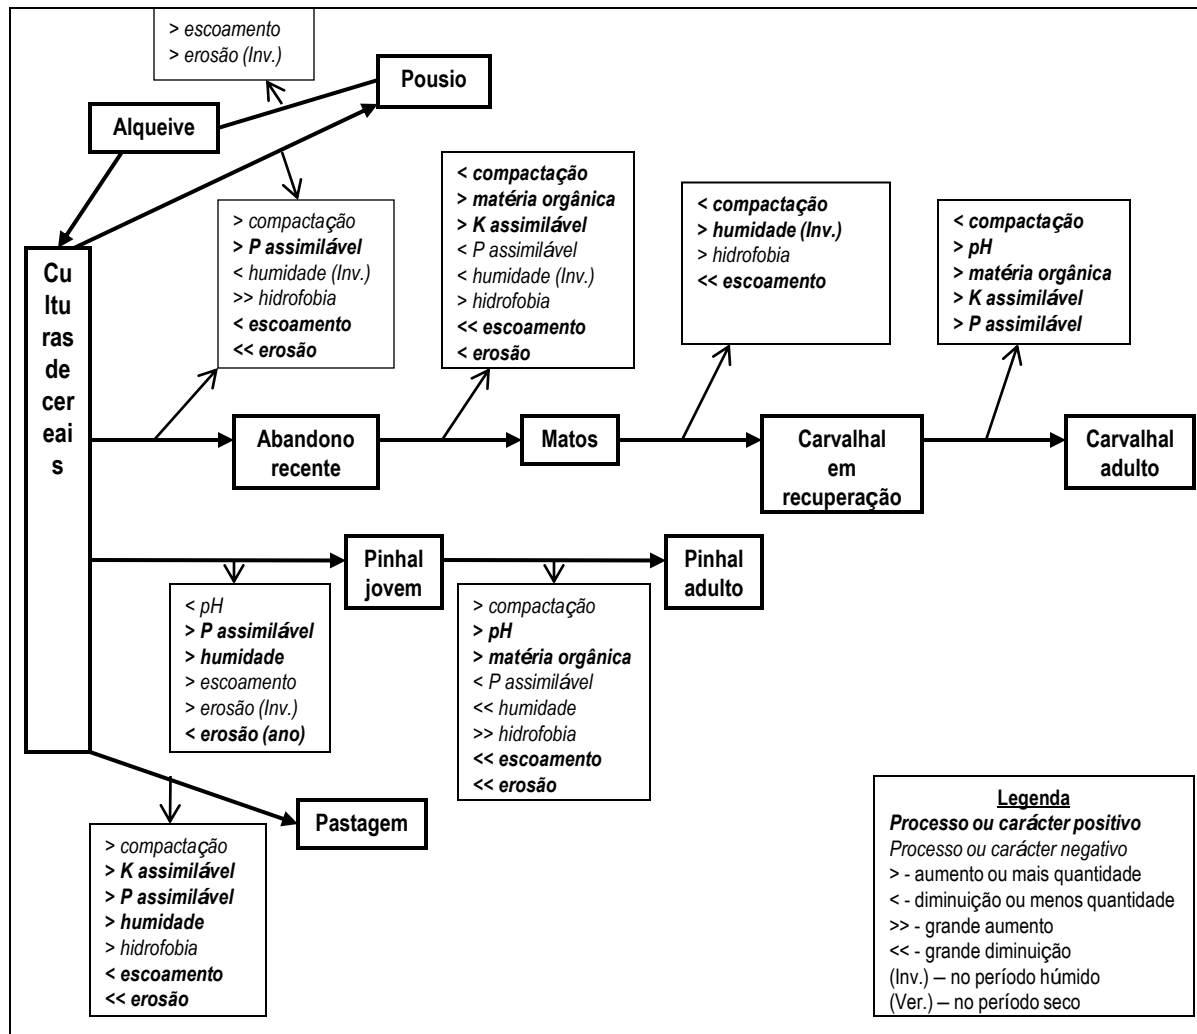 > escoamento
> erosão (Inv.)
Pousio
Alqueive
> compactação
> P assimilável
< humidade (Inv.)
>> hidrofobia
< escoamento
<< erosão
< compactação
> matéria orgânica
> K assimilável
< P assimilável
< humidade (Inv.)
> hidrofobia
<< escoamento
< erosão
< compactação
> humidade (Inv.)
> hidrofobia
<< escoamento
< compactação
> pH
> matéria orgânica
> K assimilável
> P assimilável
Cu
ltu
ras
de
cer
eai
s
Abandono
recente
Matos
Carvalhal
em
recuperação
Carvalhal
adulto
Pinhal
jovem
Pinhal
adulto
< pH
> P assimilável
> humidade
> escoamento
> erosão (Inv.)
< erosão (ano)
> compactação
> pH
> matéria orgânica
< P assimilável
<< humidade
>> hidrofobia
<< escoamento
<< erosão
Pastagem
> compactação
> K assimilável
> P assimilável
> humidade
> hidrofobia
< escoamento
<< erosão
Legenda
Processo ou carácter positivo
Processo ou carácter negativo
> - aumento ou mais quantidade
< - diminuição ou menos quantidade
>> - grande aumento
<< - grande diminuição
(Inv.) – no período húmido
(Ver.) – no período seco